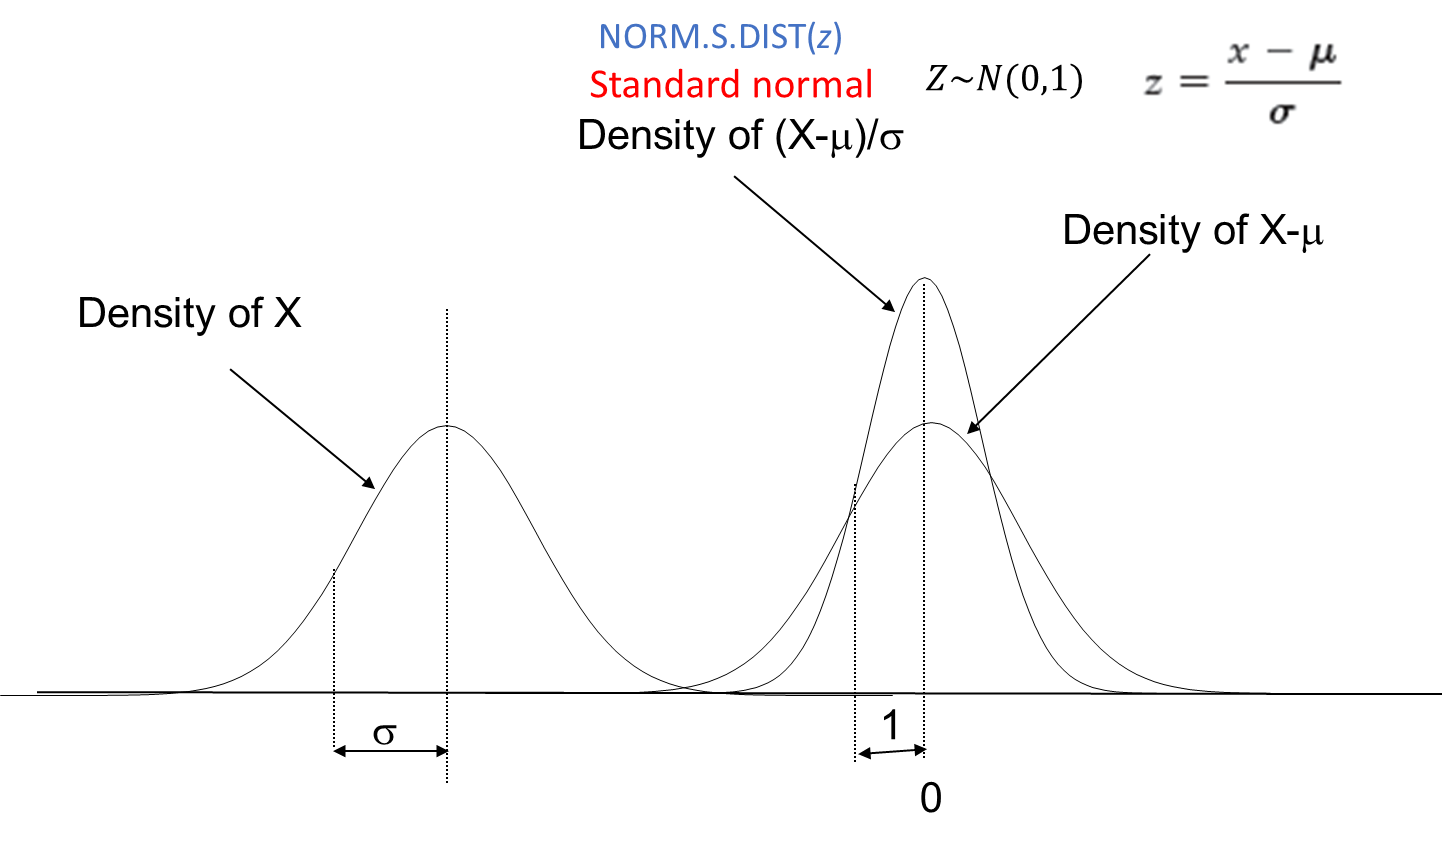 NORM.S.DIST(z)
Standard normal
Z~N(0,1)
z = x − μ / σ
Density of (X-μ)/σ
Density of X-μ
Density of X
σ
1
0